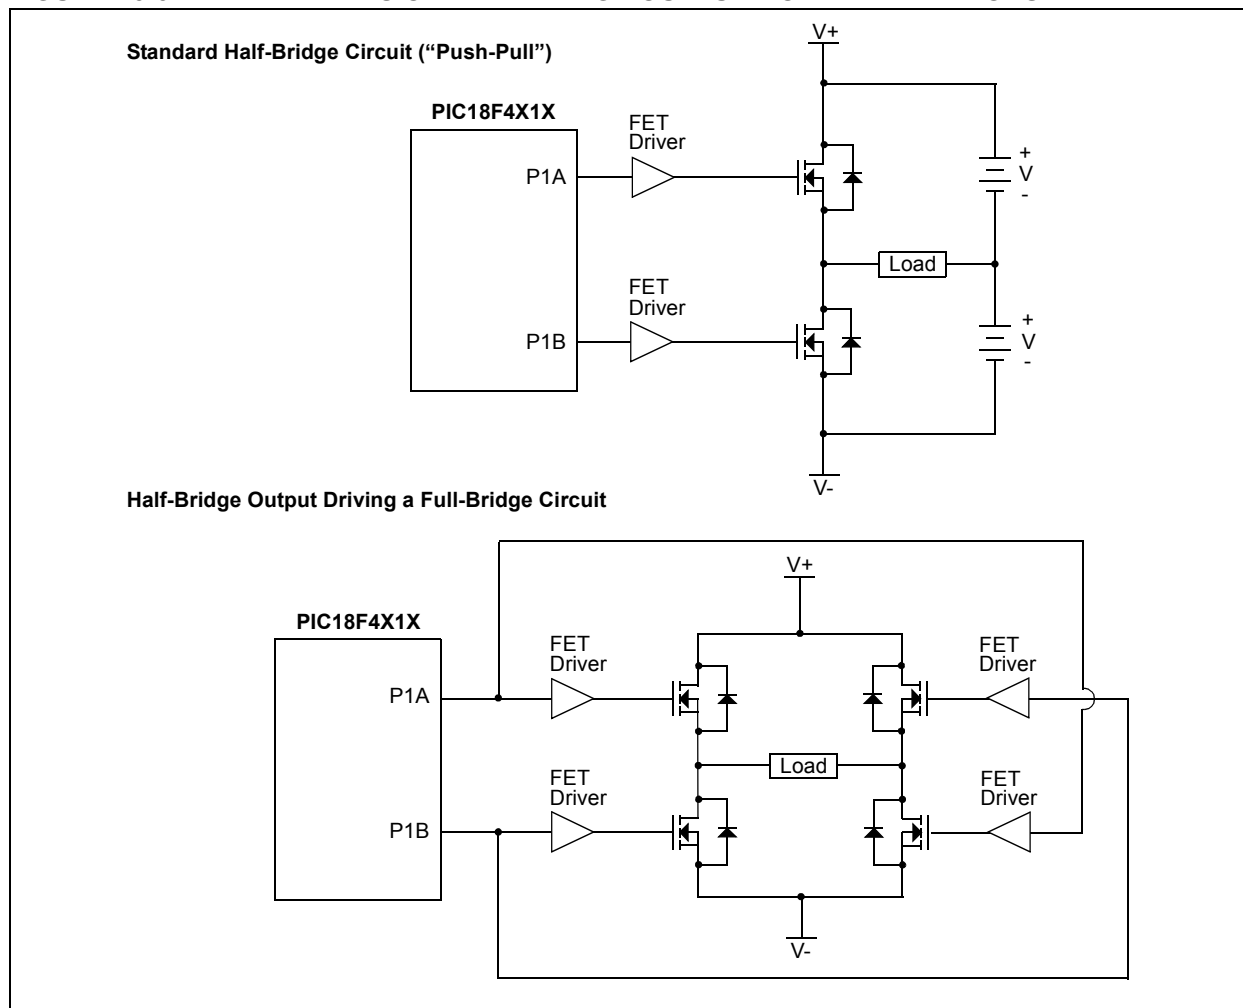 Standard Half-Bridge Circuit (“Push-Pull”)
V+
PIC18F4X1X
FET
Driver
P1A
+
V
-
Load
FET
Driver
P1B
+
V
-
V-
Half-Bridge Output Driving a Full-Bridge Circuit
V+
PIC18F4X1X
FET
Driver
FET
Driver
P1A
Load
FET
Driver
FET
Driver
P1B
V-